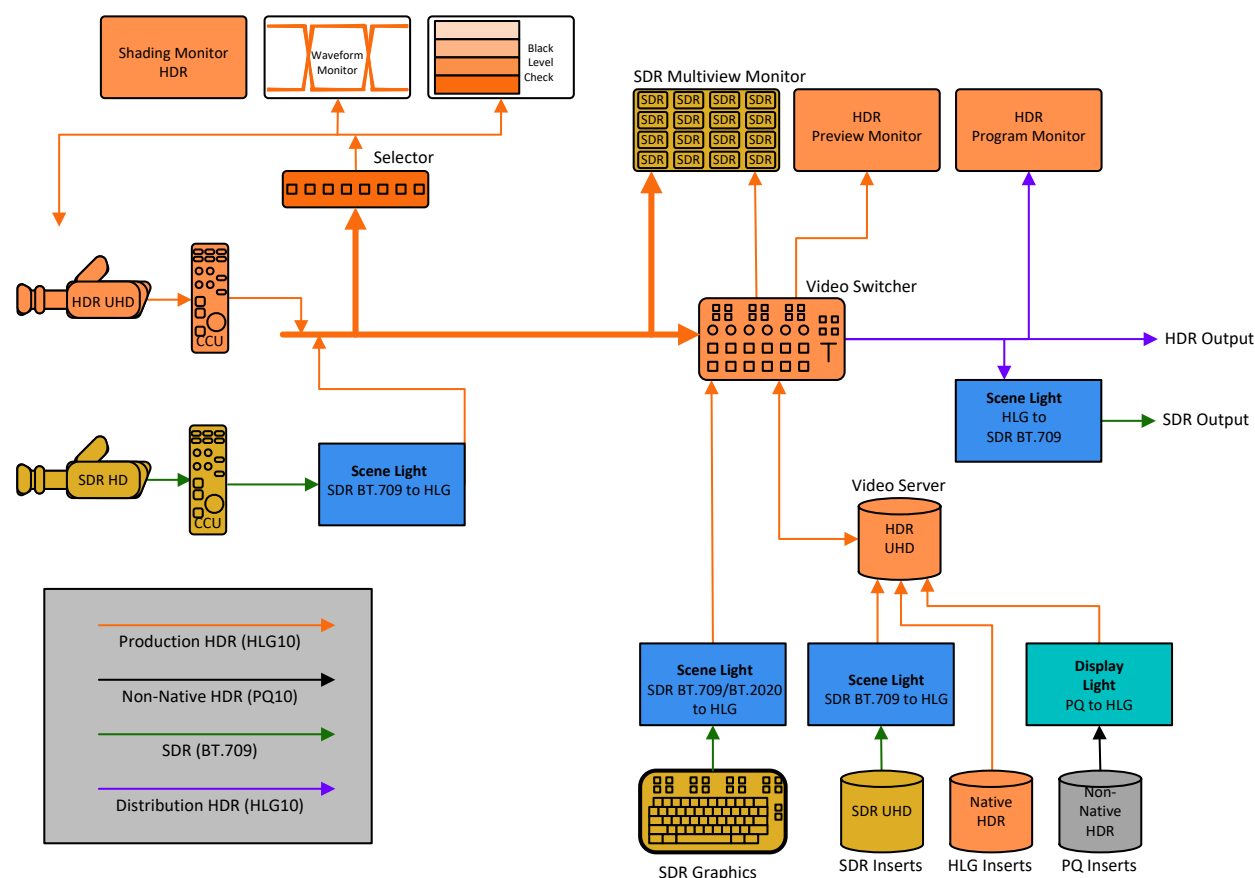 Shading Monitor
HDR
Waveform
Monitor
Black
Level
Check
SDR Multiview Monitor
SDR SDR SDR SDR
SDR SDR SDR SDR
SDR SDR SDR SDR
SDR SDR SDR SDR
HDR
Preview Monitor
HDR
Program Monitor
Selector
HDR UHD
CCU
Video Switcher
HDR Output
Scene Light
HLG to
SDR BT.709
SDR Output
SDR HD
CCU
Scene Light
SDR BT.709 to HLG
Video Server
HDR
UHD
Production HDR (HLG10)
Non-Native HDR (PQ10)
SDR (BT.709)
Distribution HDR (HLG10)
Scene Light
SDR BT.709/BT.2020
to HLG
Scene Light
SDR BT.709 to HLG
Display
Light
PQ to HLG
SDR UHD
Native
HDR
Non-
Native
HDR
SDR Graphics
SDR Inserts
HLG Inserts
PQ Inserts